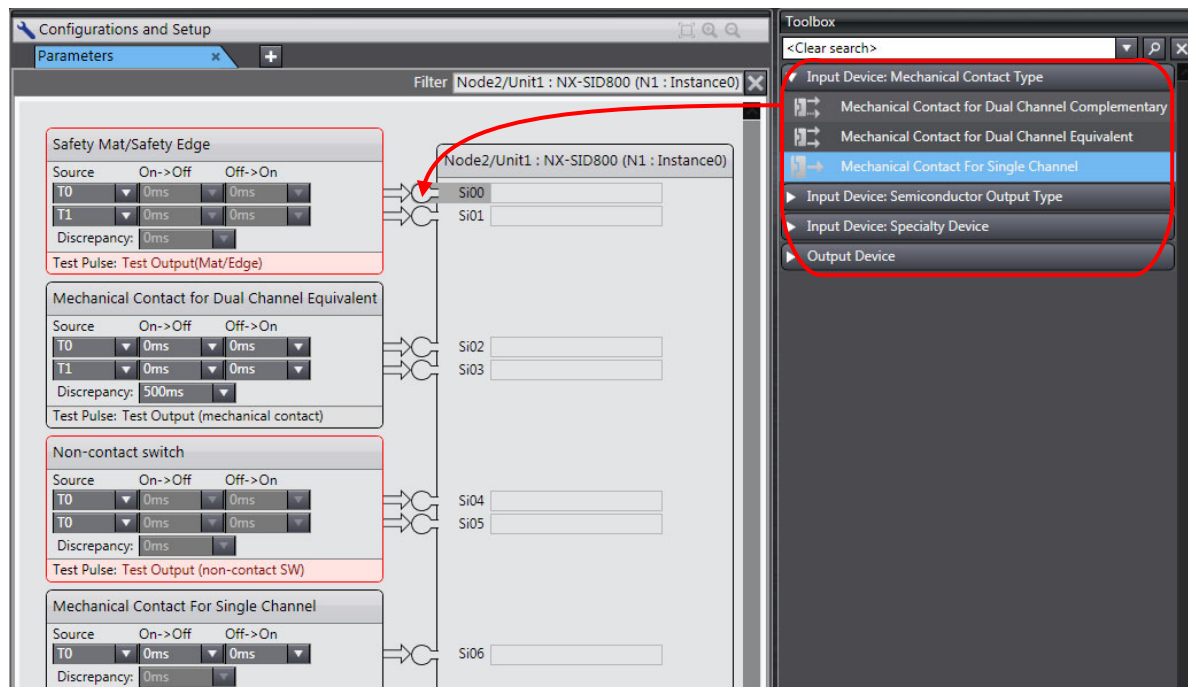 Configurations and Setup
Parameters
Filter Node2/Unit1 : NX-SID800 (N1 : Instance0)
Safety Mat/Safety Edge
Source On->Off Off->On
T0 0ms 0ms
T1 0ms 0ms
Discrepancy: 0ms
Test Pulse: Test Output(Mat/Edge)
Mechanical Contact for Dual Channel Equivalent
Source On->Off Off->On
T0 0ms 0ms
T1 0ms 0ms
Discrepancy: 500ms
Test Pulse: Test Output (mechanical contact)
Non-contact switch
Source On->Off Off->On
T0 0ms 0ms
T0 0ms 0ms
Discrepancy: 0ms
Test Pulse: Test Output (non-contact SW)
Mechanical Contact For Single Channel
Source On->Off Off->On
T0 0ms 0ms
Discrepancy: 0ms
Node2/Unit1 : NX-SID800 (N1 : Instance0)
Si00
Si01
Si02
Si03
Si04
Si05
Si06
Toolbox
<Clear search>
Input Device: Mechanical Contact Type
Mechanical Contact for Dual Channel Complementary
Mechanical Contact for Dual Channel Equivalent
Mechanical Contact For Single Channel
Input Device: Semiconductor Output Type
Input Device: Specialty Device
Output Device